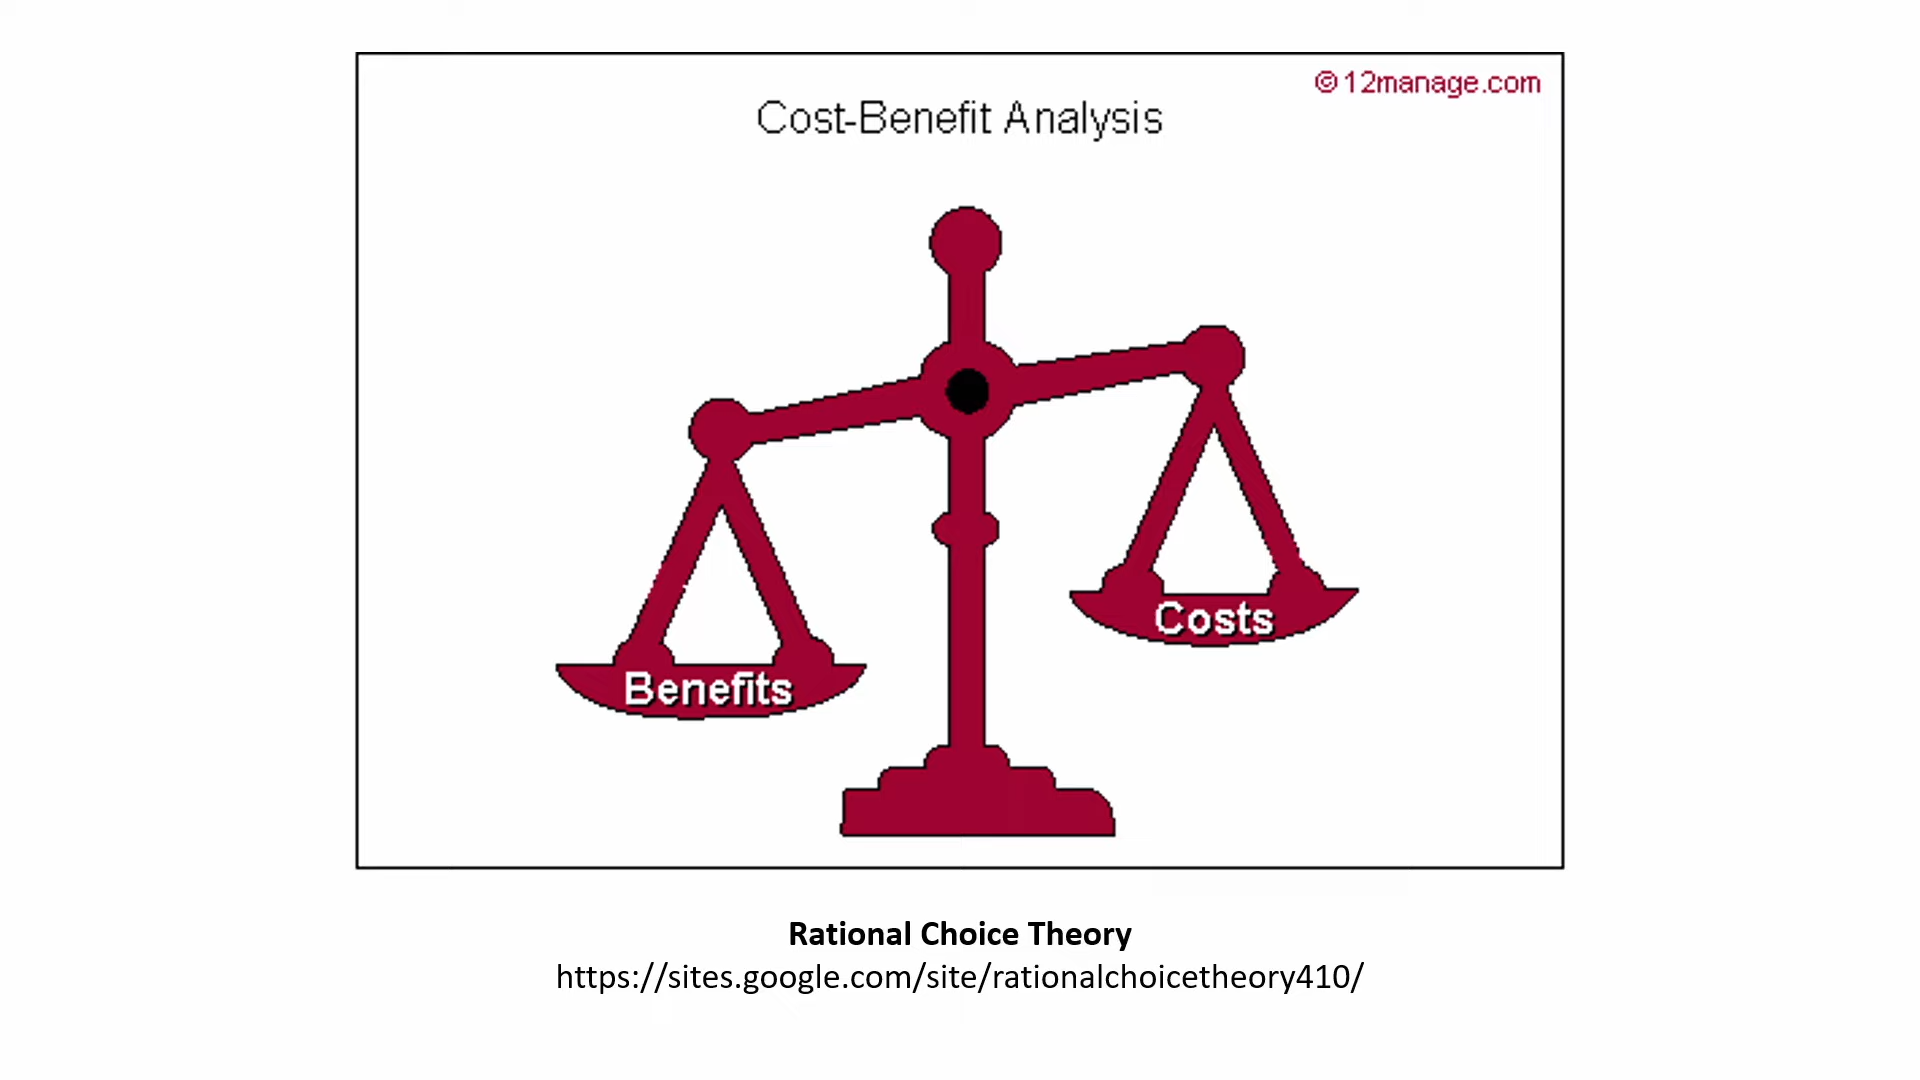 © 12manage.com
Cost-Benefit Analysis
Costs
Benefits
Rational Choice Theory
https://sites.google.com/site/rationalchoicetheory410/